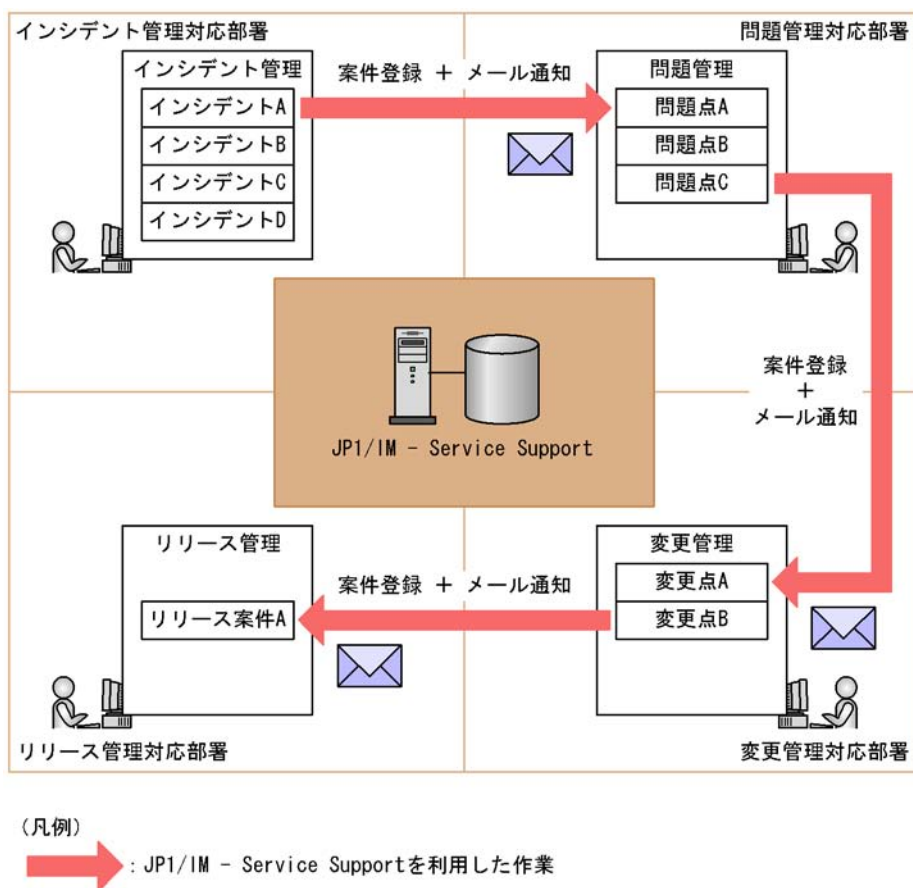 インシデント管理対応部署
問題管理対応部署
インシデント管理
インシデントA
インシデントB
インシデントC
インシデントD
案件登録 + メール通知
問題管理
問題点A
問題点B
問題点C
案件登録
+
メール通知
JP1/IM - Service Support
リリース管理
リリース案件A
案件登録 + メール通知
変更管理
変更点A
変更点B
リリース管理対応部署
変更管理対応部署
(凡例)
: JP1/IM - Service Supportを利用した作業